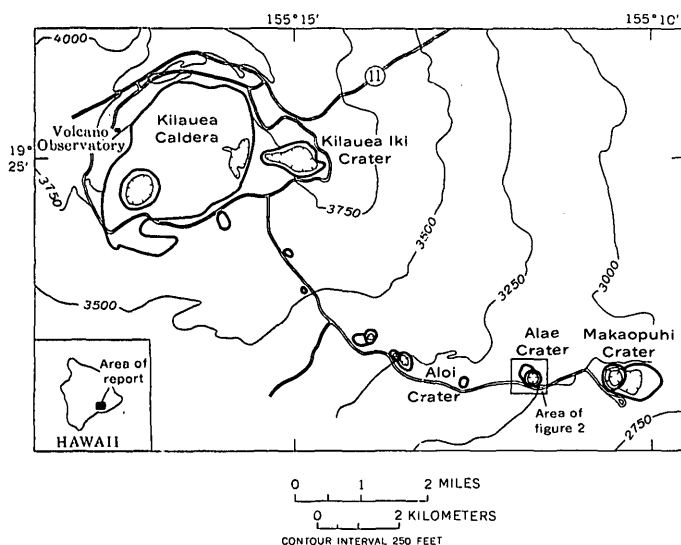 155° 15'
155° 10'
4000
11
Volcano
Observatory
Kilauea
Caldera
Kilauea Iki
Crater
19°
25'
3750
3750
3500
3500
3250
3000
Alae
Crater
Makaopuhi
Crater
Aloi
Crater
Area of
figure 2
2750
Area of
report
HAWAII
0 1 2 MILES
0 2 KILOMETERS
CONTOUR INTERVAL 250 FEET